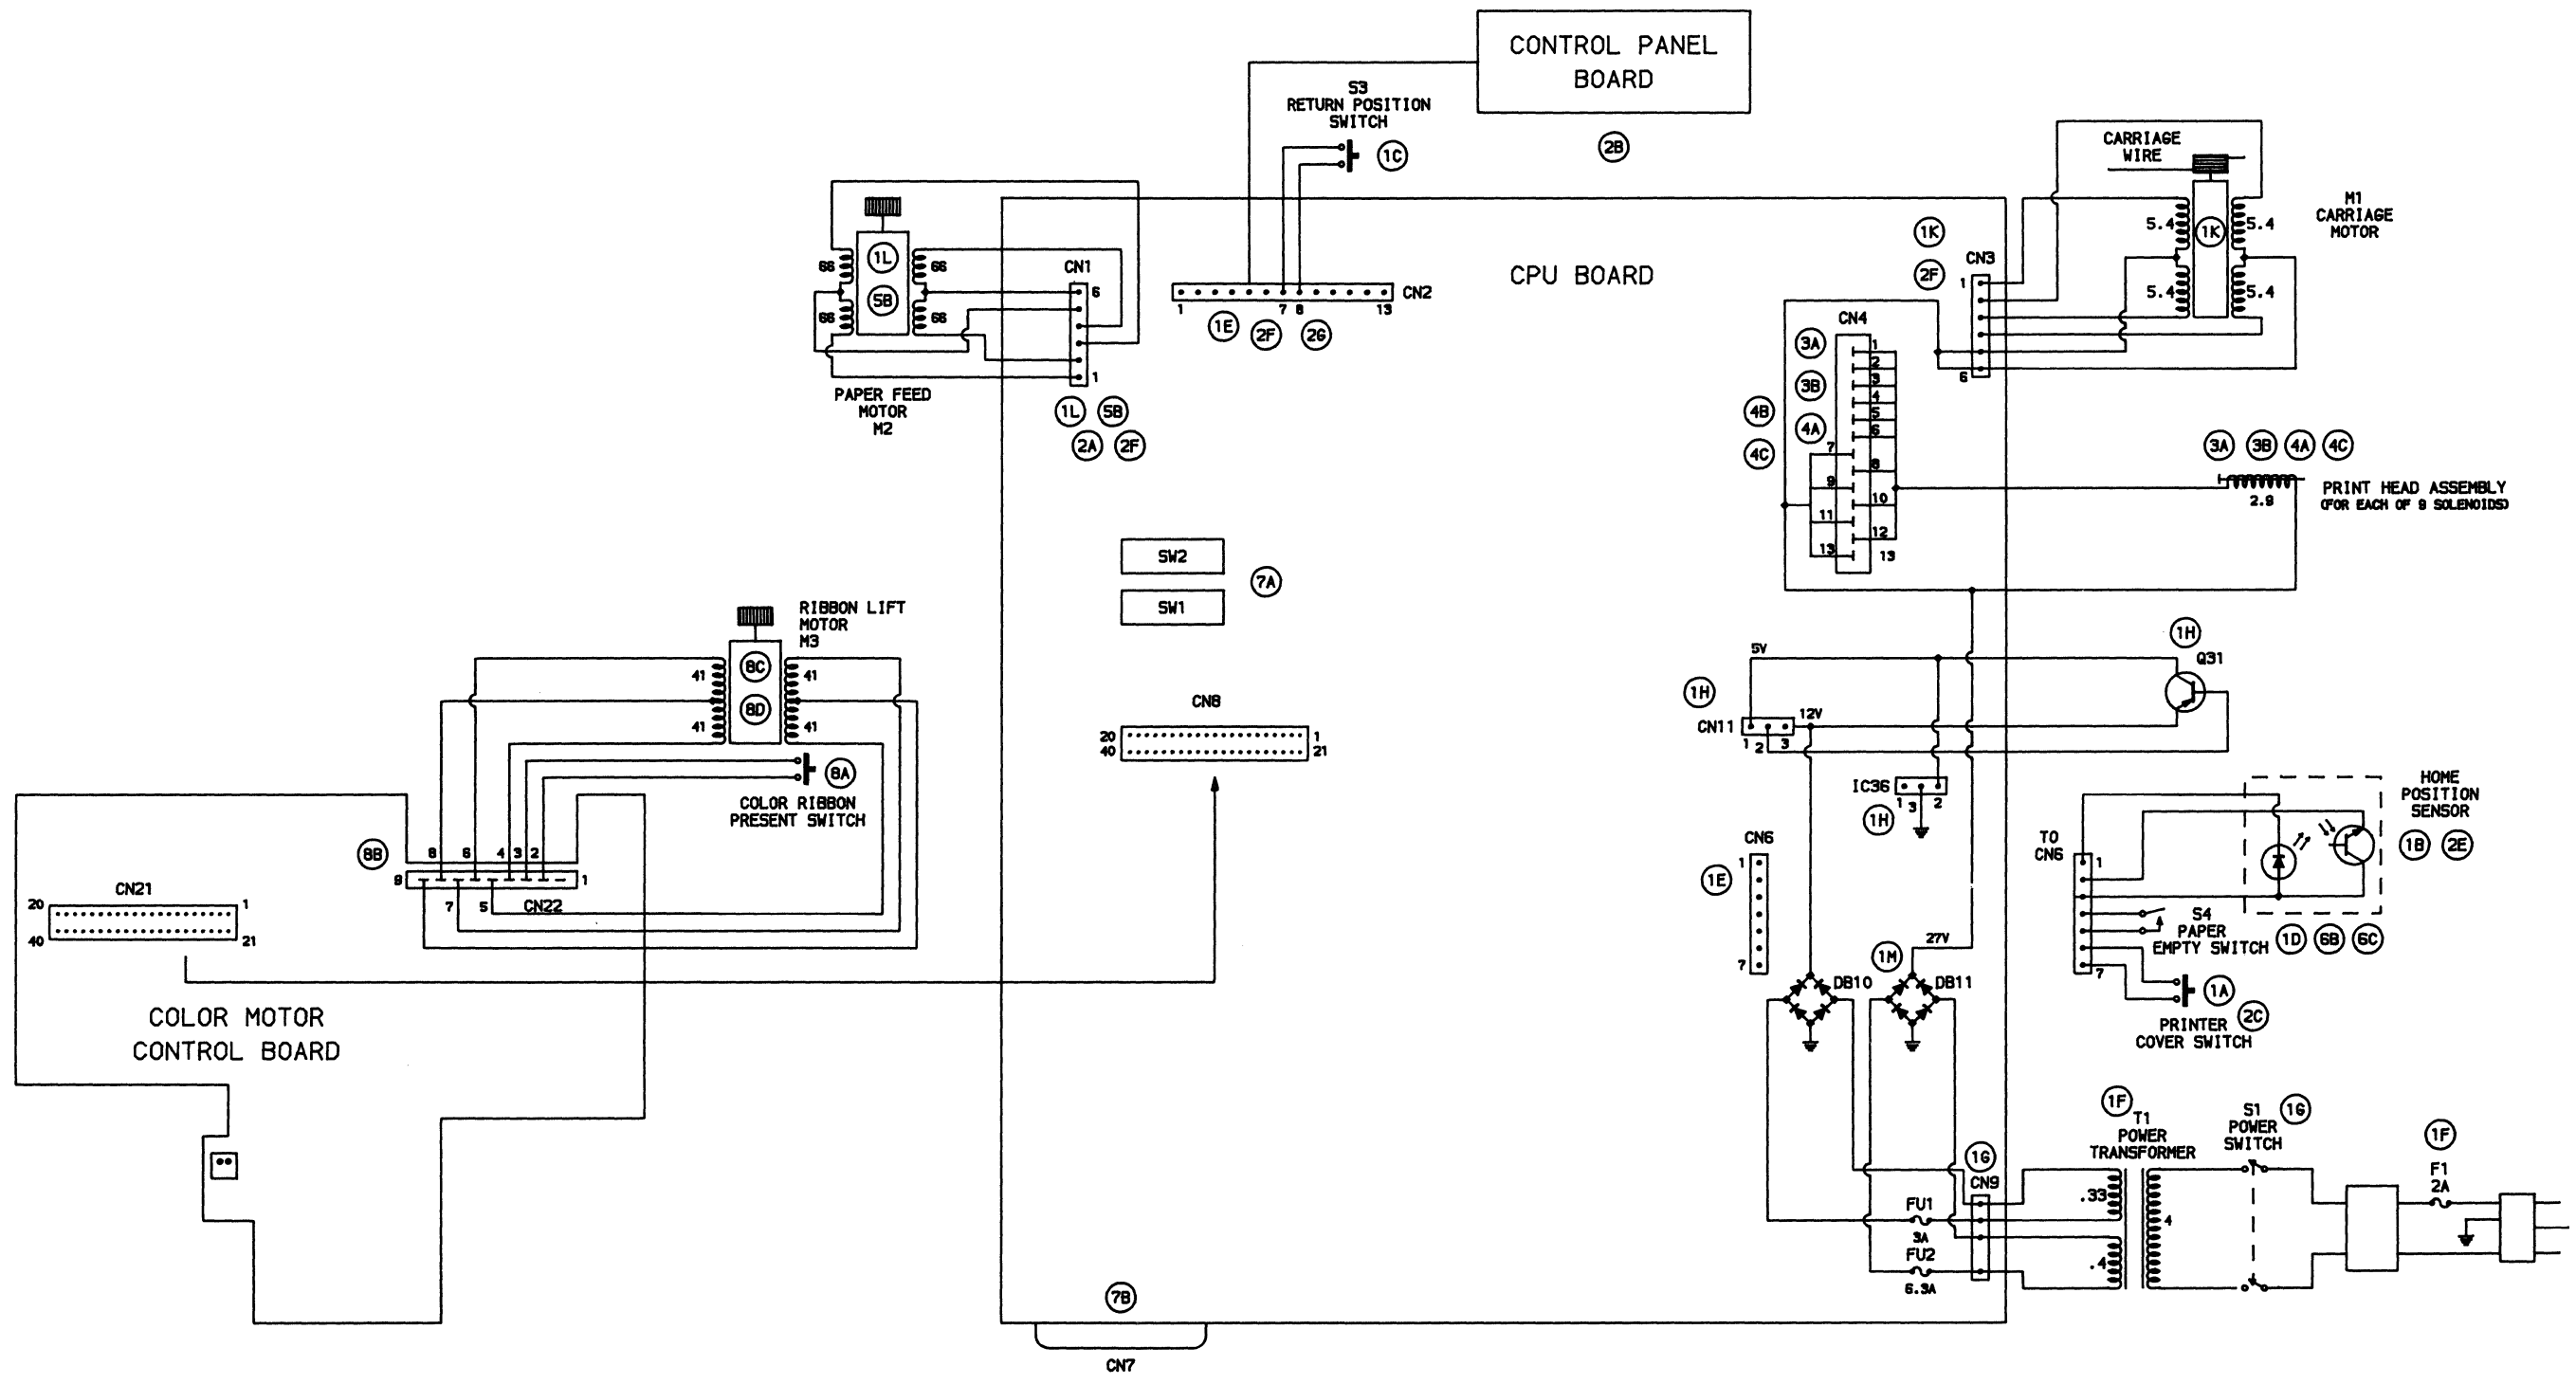 CONTROL PANEL
BOARD
2B
S3
RETURN POSITION
SWITCH
1C
CARRIAGE
WIRE
M1
CARRIAGE
MOTOR
1K
5.4
5.4
5.4
5.4
1K
2F
CN3
1
6
CPU BOARD
1L
5B
66
66
66
66
PAPER FEED
MOTOR
M2
CN1
6
1
1L
5B
2A
2F
CN2
1
7
8
13
1E
2F
2G
CN4
3A
3B
4A
4B
4C
1
2
3
4
5
6
7
8
9
10
11
12
13
13
3A
3B
4A
4C
2.9
PRINT HEAD ASSEMBLY
(FOR EACH OF 9 SOLENOIDS)
SW2
SW1
7A
RIBBON LIFT
MOTOR
M3
8C
8D
41
41
41
41
8A
COLOR RIBBON
PRESENT SWITCH
CN8
20
1
40
21
5V
1H
Q31
1H
CN11
12V
1
2
3
IC36
1
3
2
1H
HOME
POSITION
SENSOR
1B
2E
CN6
1
7
1E
TO
CN6
1
7
S4
PAPER
EMPTY SWITCH
1D
6B
6C
1A
2C
PRINTER
COVER SWITCH
27V
1M
DB10
DB11
8B
8
6
4
3
2
9
1
7
5
CN22
CN21
20
1
40
21
COLOR MOTOR
CONTROL BOARD
1F
T1
POWER
TRANSFORMER
S1
POWER
SWITCH
1G
1F
F1
2A
1G
CN9
.33
4
.4
FU1
3A
FU2
6.3A
7B
CN7